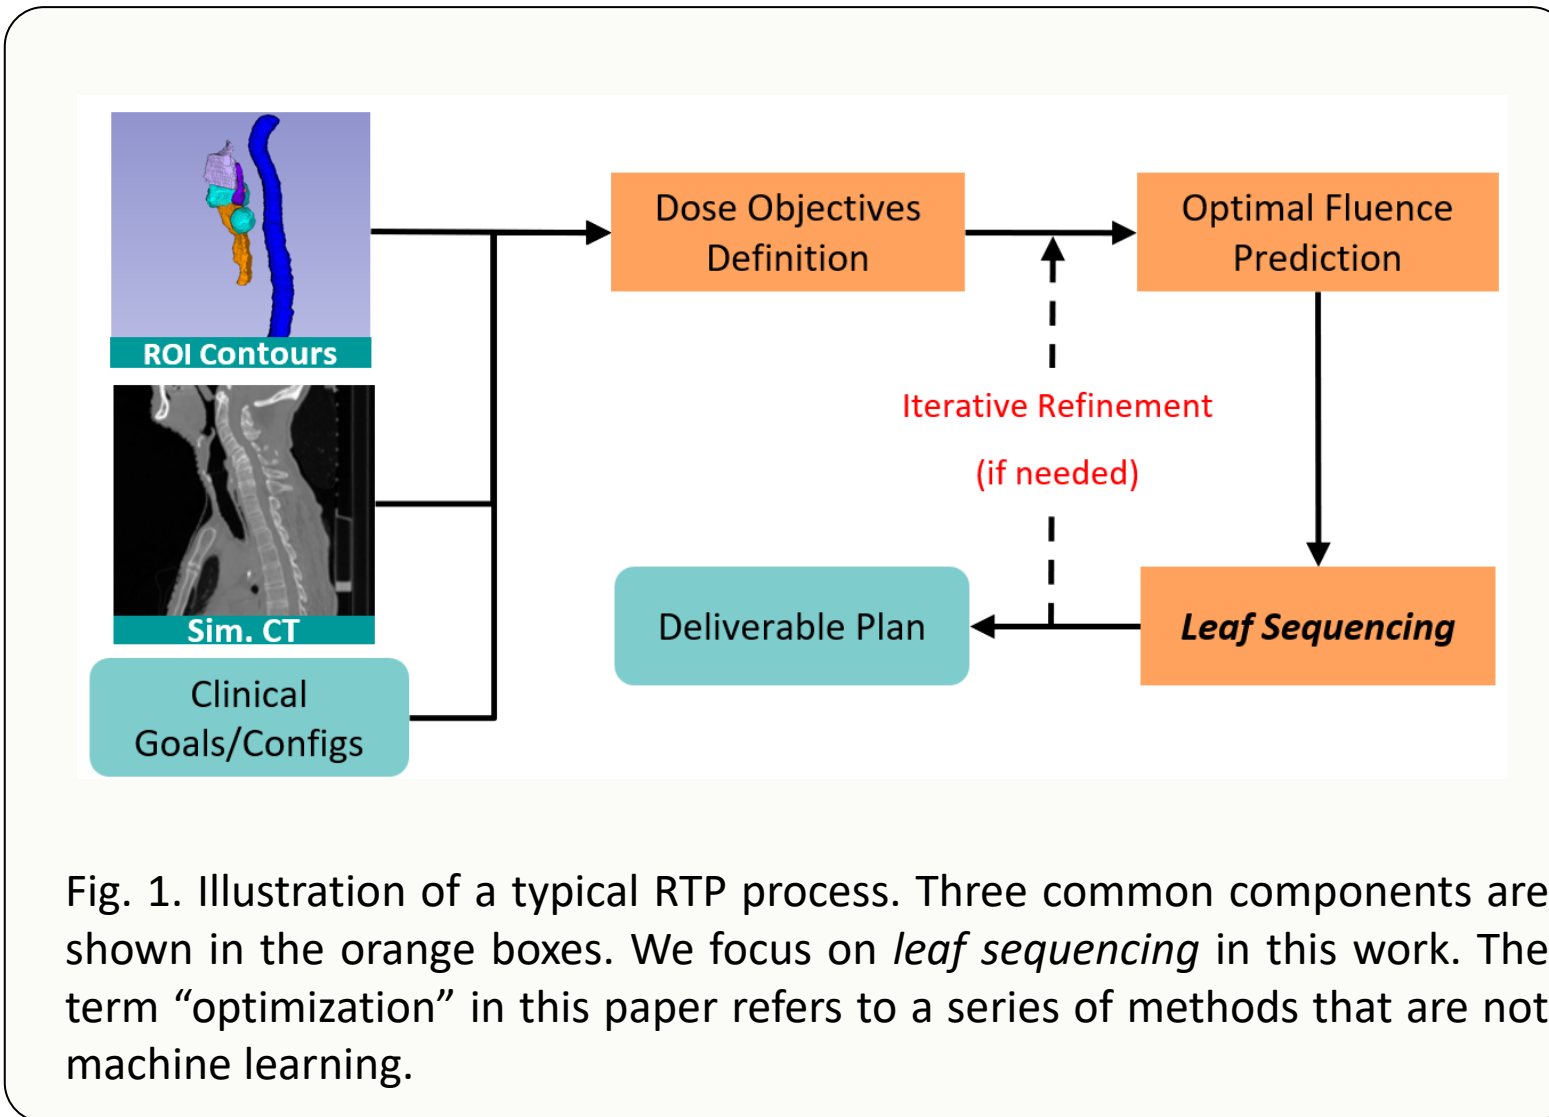 ROI Contours
Sim. CT
Clinical
Goals/Configs
Dose Objectives
Definition
Optimal Fluence
Prediction
Iterative Refinement
(if needed)
Deliverable Plan
Leaf Sequencing
Fig. 1. Illustration of a typical RTP process. Three common components are
shown in the orange boxes. We focus on leaf sequencing in this work. The
term “optimization” in this paper refers to a series of methods that are not
machine learning.